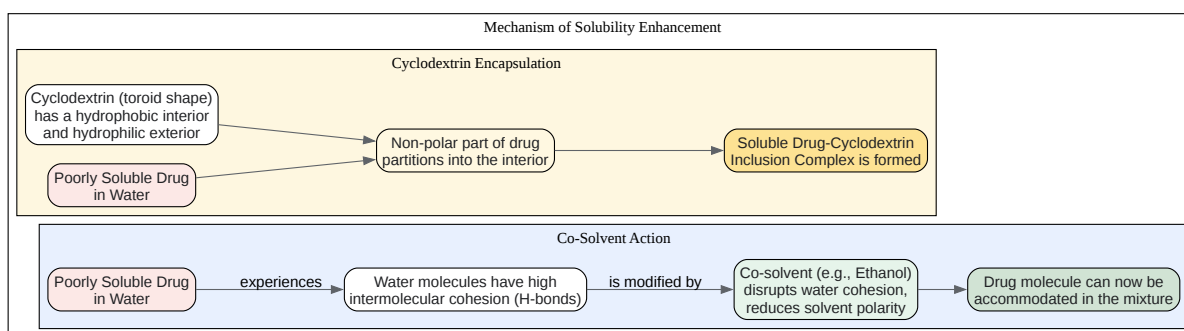 Mechanism of Solubility Enhancement
Cyclodextrin Encapsulation
Cyclodextrin (toroid shape)
has a hydrophobic interior
and hydrophilic exterior
Poorly Soluble Drug
in Water
Non-polar part of drug
partitions into the interior
Soluble Drug-Cyclodextrin
Inclusion Complex is formed
Co-Solvent Action
Poorly Soluble Drug
in Water
experiences
Water molecules have high
intermolecular cohesion (H-bonds)
is modified by
Co-solvent (e.g., Ethanol)
disrupts water cohesion,
reduces solvent polarity
Drug molecule can now be
accommodated in the mixture